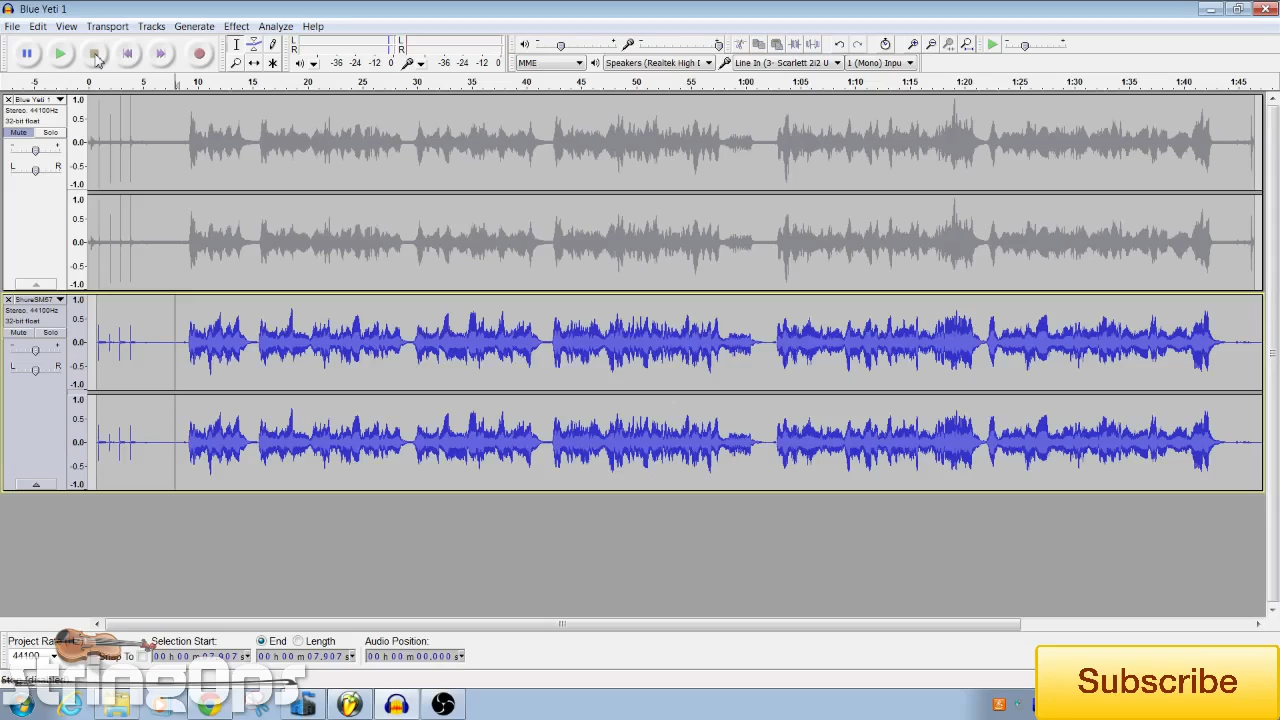 Blue Yeti 1
File Edit View Transport Tracks Generate Effect Analyze Help
L
R
-36 -24 -12 0
L
R
-36 -24 -12 0
MME
Speakers (Realtek High I
Line In (3- Scarlett 2i2 U
1 (Mono) Inpu
-5 0 5 10 15 20 25 30 35 40 45 50 55 1:00 1:05 1:10 1:15 1:20 1:25 1:30 1:35 1:40 1:45
Blue Yeti 1
Stereo, 44100Hz
32-bit float
Mute Solo
- +
L R
1.0
0.5
0.0
-0.5
-1.0
1.0
0.5
0.0
-0.5
-1.0
ShureSM57
Stereo, 44100Hz
32-bit float
Mute Solo
- +
L R
1.0
0.5
0.0
-0.5
-1.0
1.0
0.5
0.0
-0.5
-1.0
Project Rate Selection Start: End Length Audio Position:
44100 Snap To 00 h 00 m 07,907 s 00 h 00 m 07,907 s 00 h 00 m 00,000 s
stringOps
Subscribe